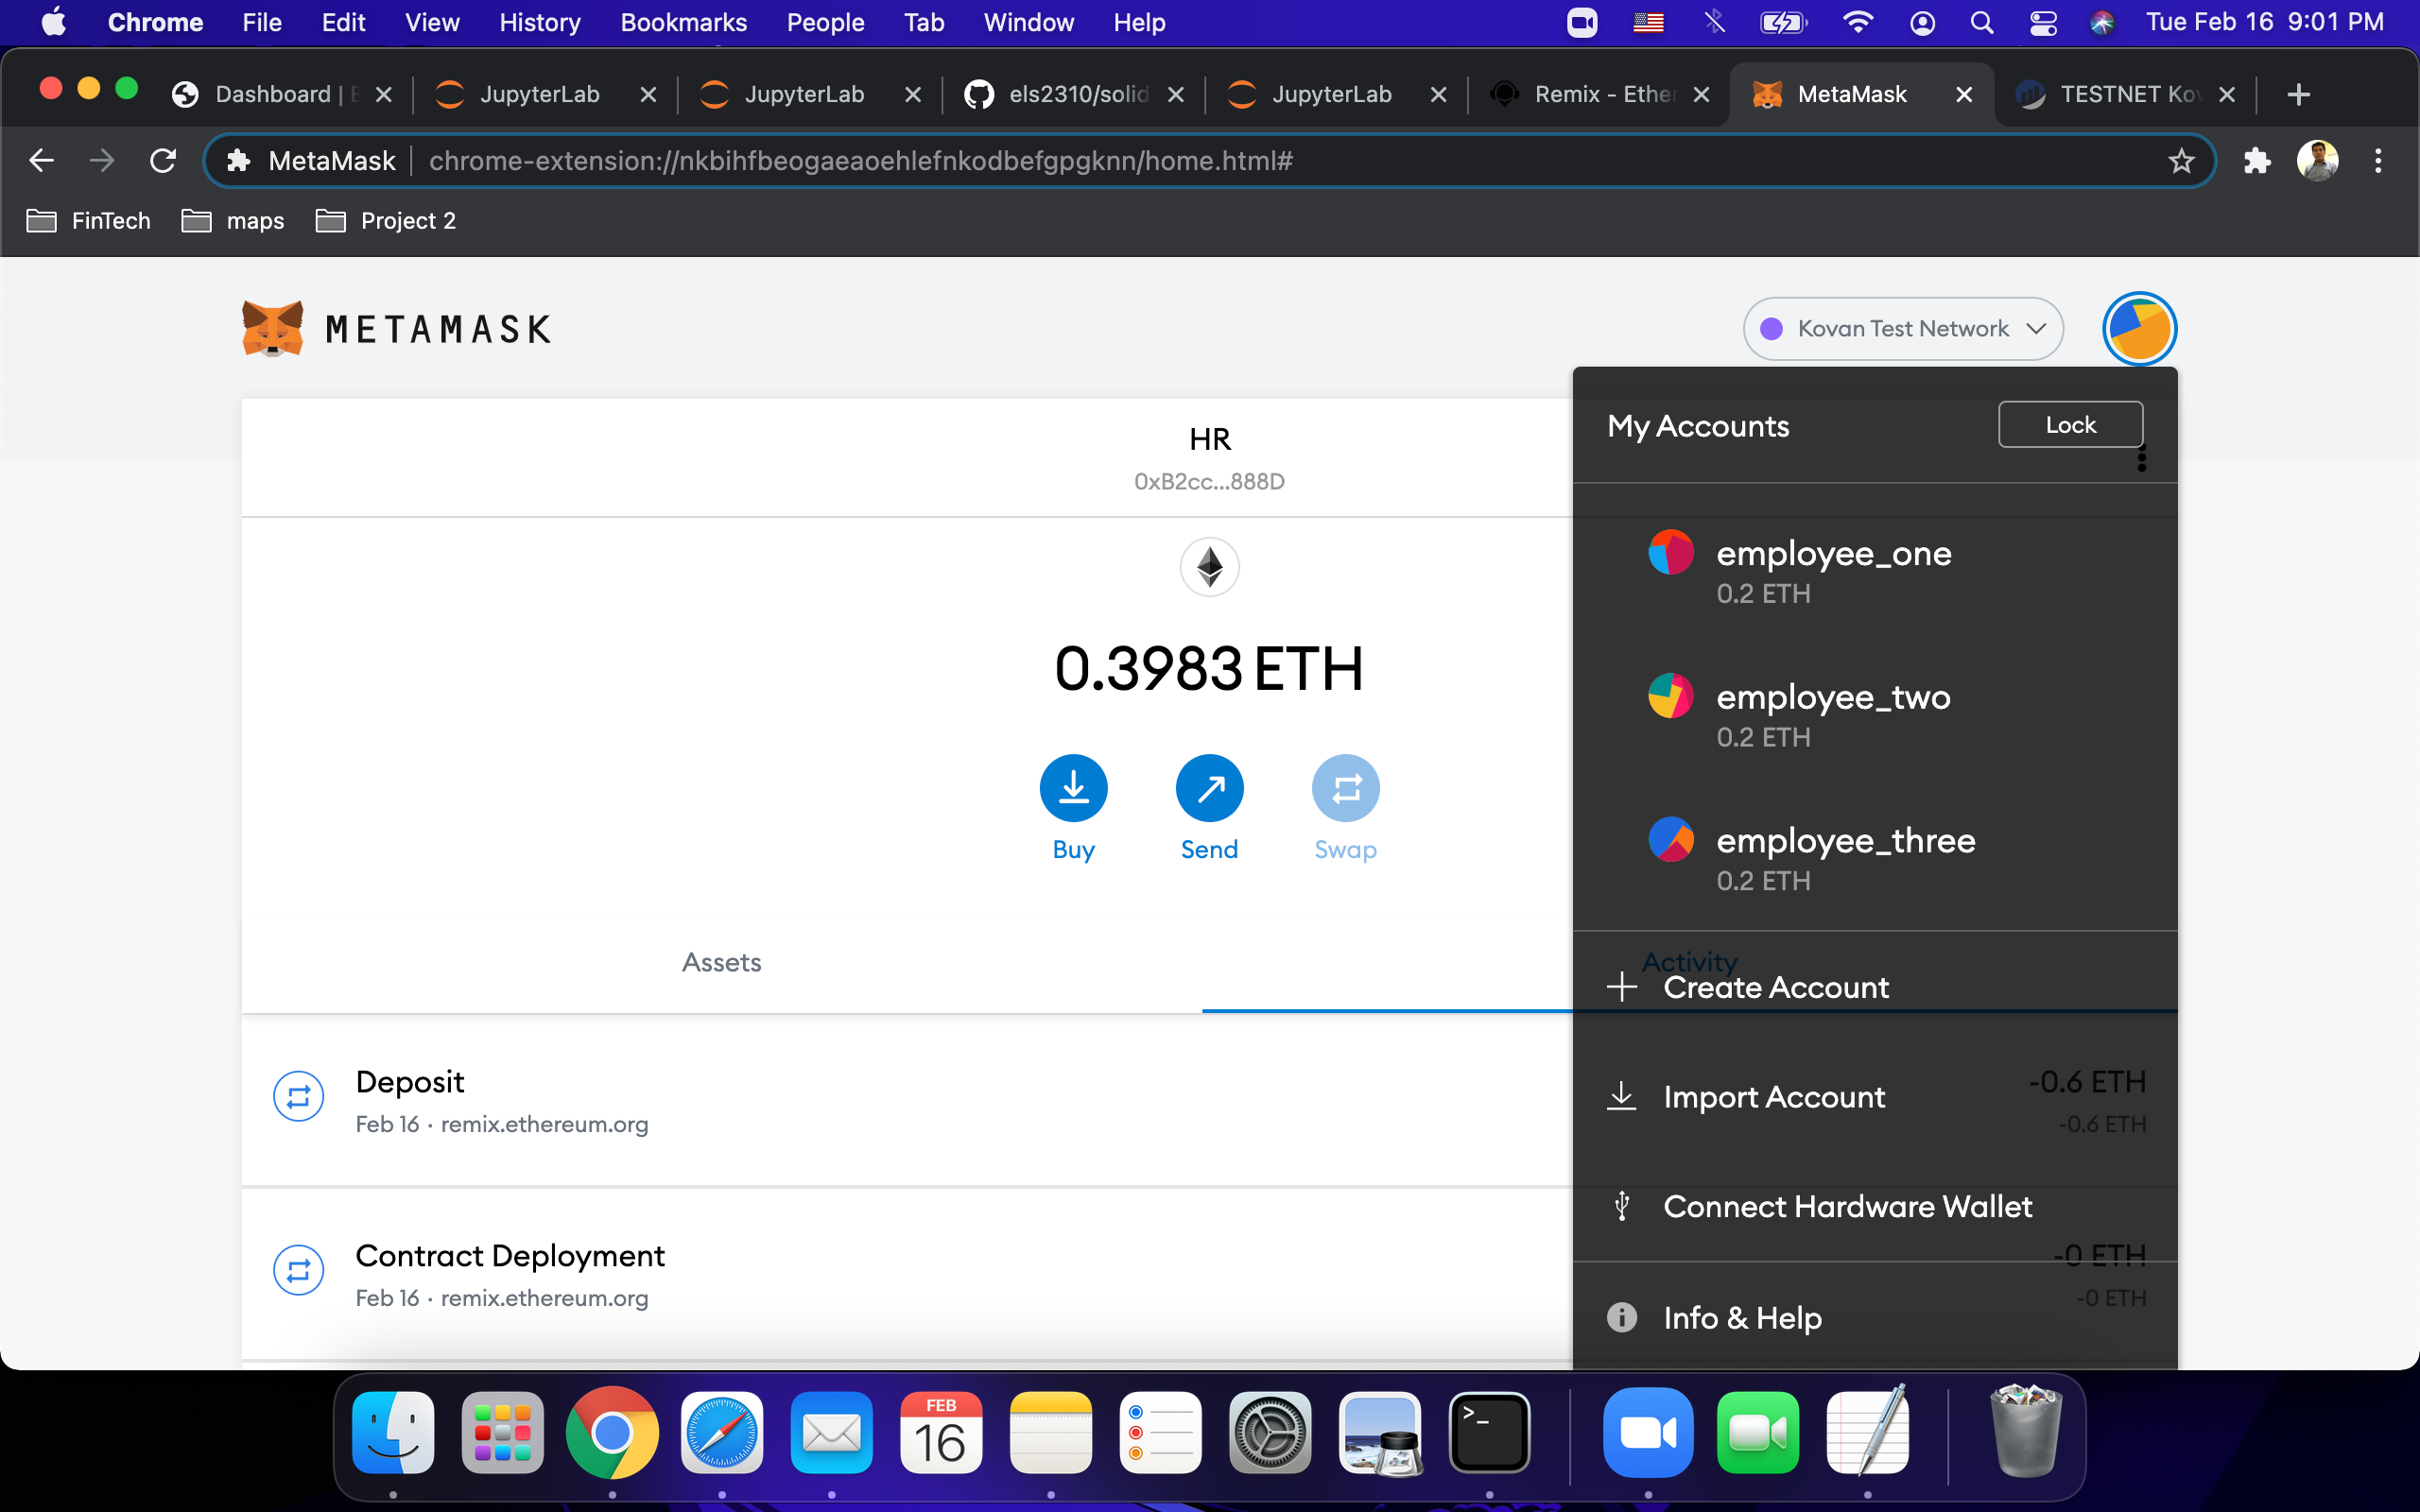 Chrome File Edit View History Bookmarks People Tab Window Help Tue Feb 16 9:01 PM
Dashboard | E JupyterLab JupyterLab els2310/solid JupyterLab Remix - Ether MetaMask TESTNET Kov
MetaMask chrome-extension://nkbihfbeogaeaoehlefnkodbefgpgknn/home.html#
FinTech maps Project 2
METAMASK Kovan Test Network
HR
0xB2cc...888D
0.3983 ETH
Buy Send Swap
Assets Activity
Deposit -0.6 ETH
Feb 16 · remix.ethereum.org -0.6 ETH
Contract Deployment -0 ETH
Feb 16 · remix.ethereum.org -0 ETH
My Accounts Lock
employee_one
0.2 ETH
employee_two
0.2 ETH
employee_three
0.2 ETH
Create Account
Import Account
Connect Hardware Wallet
Info & Help
FEB
16
>_